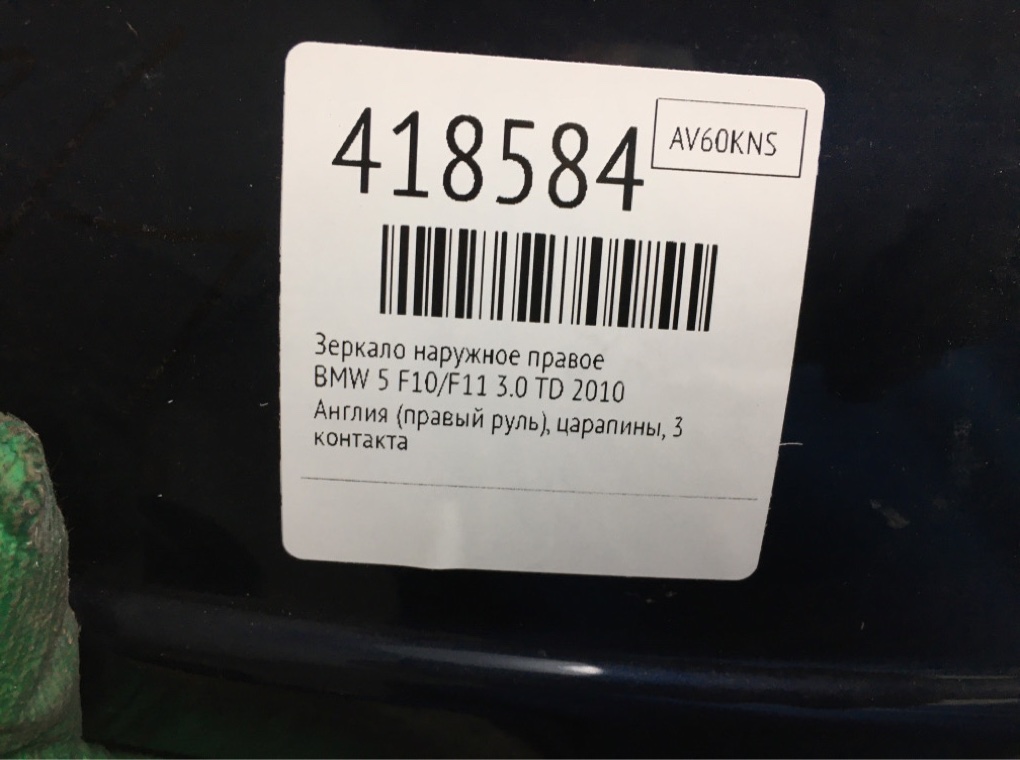 418584
AV60KNS
Зеркало наружное правое
BMW 5 F10/F11 3.0 TD 2010
Англия (правый руль), царапины, 3
контакта